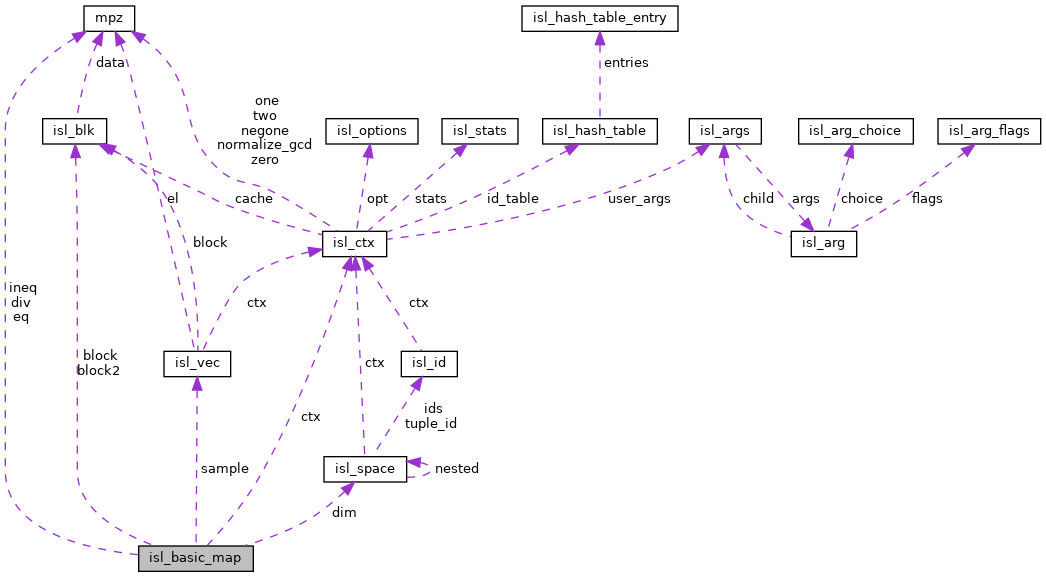 mpz
isl_hash_table_entry
data
entries
one
two
negone
normalize_gcd
zero
isl_blk
isl_options
isl_stats
isl_hash_table
isl_args
isl_arg_choice
isl_arg_flags
el
cache
opt
stats
id_table
user_args
child
args
choice
flags
block
isl_ctx
isl_arg
ineq
div
eq
ctx
ctx
block
block2
isl_vec
ctx
isl_id
ctx
ids
tuple_id
sample
isl_space
nested
dim
isl_basic_map